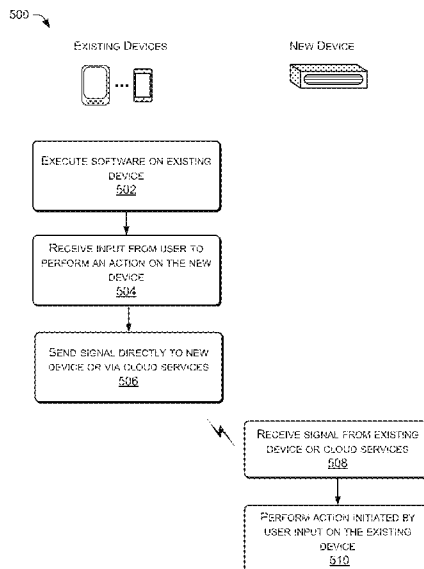 500
EXISTING DEVICES
NEW DEVICE
EXECUTE SOFTWARE ON EXISTING
DEVICE
502
RECEIVE INPUT FROM USER TO
PERFORM AN ACTION ON THE NEW
DEVICE
504
SEND SIGNAL DIRECTLY TO NEW
DEVICE OR VIA CLOUD SERVICES
506
RECEIVE SIGNAL FROM EXISTING
DEVICE OR CLOUD SERVICES
508
PERFORM ACTION INITIATED BY
USER INPUT ON THE EXISTING
DEVICE
510